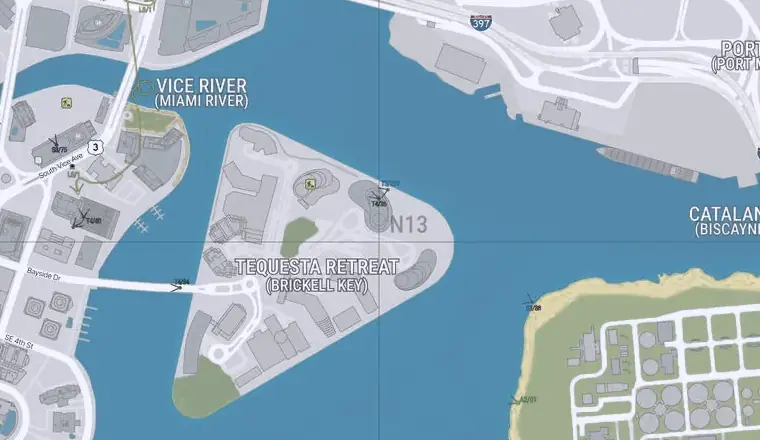 397
PORT
(PORT M
VICE RIVER
(MIAMI RIVER)
3
South Vice Ave
N13
CATALAN
(BISCAYNE
TEQUESTA RETREAT
(BRICKELL KEY)
Bayside Dr
SE 4th St